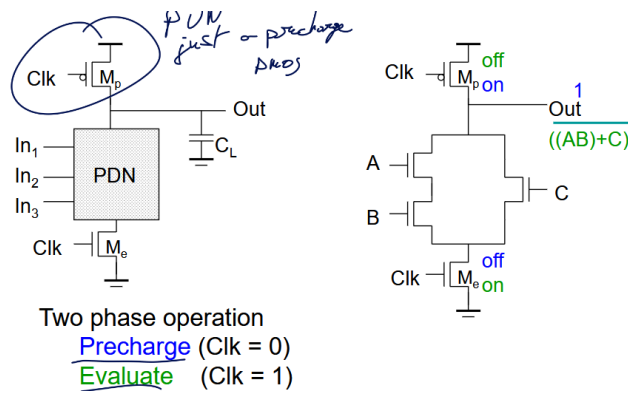 PUN
just a precharge
pmos
Clk
Mp
Out
In1
In2
In3
PDN
CL
Clk
Me
off
Clk
Mp
on
1
Out
((AB)+C)
A
B
C
off
Clk
Me
on
Two phase operation
Precharge (Clk = 0)
Evaluate (Clk = 1)